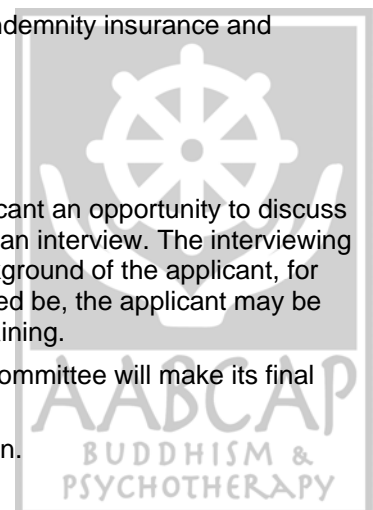 ndemnity insurance and
cant an opportunity to discuss
an interview. The interviewing
kground of the applicant, for
ed be, the applicant may be
ining.
ommittee will make its final
n.
AABCAP
BUDDHISM &
PSYCHOTHERAPY